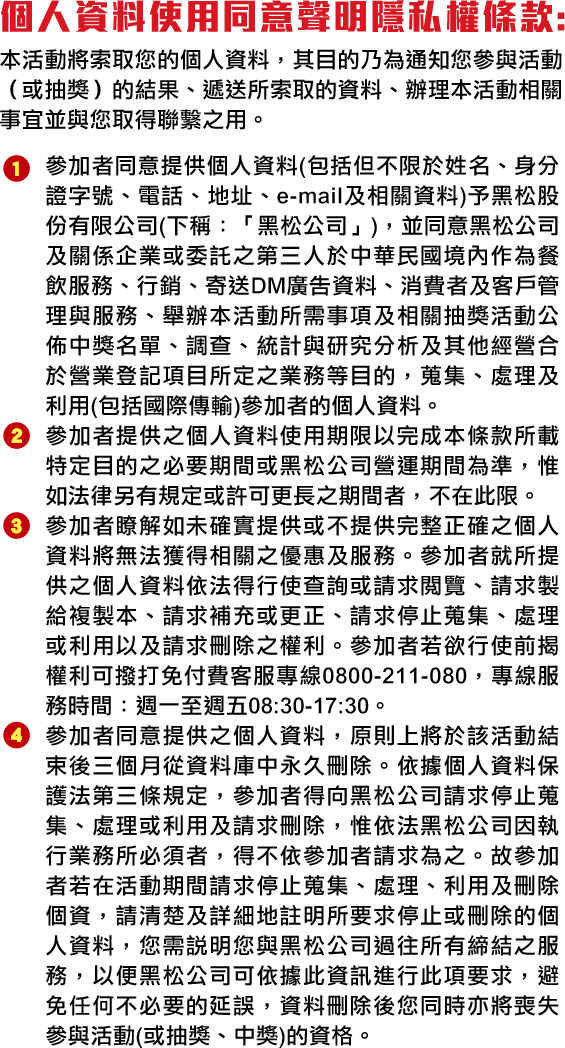 個人資料使用同意聲明隱私權條款:
本活動將索取您的個人資料，其目的乃為通知您參與活動
（或抽獎）的結果、遞送所索取的資料、辦理本活動相關
事宜並與您取得聯繫之用。
1 參加者同意提供個人資料(包括但不限於姓名、身分
證字號、電話、地址、e-mail及相關資料)予黑松股
份有限公司(下稱：「黑松公司」)，並同意黑松公司
及關係企業或委託之第三人於中華民國境內作為餐
飲服務、行銷、寄送DM廣告資料、消費者及客戶管
理與服務、舉辦本活動所需事項及相關抽獎活動公
佈中獎名單、調查、統計與研究分析及其他經營合
於營業登記項目所定之業務等目的，蒐集、處理及
利用(包括國際傳輸)參加者的個人資料。
2 參加者提供之個人資料使用期限以完成本條款所載
特定目的之必要期間或黑松公司營運期間為準，惟
如法律另有規定或許可更長之期間者，不在此限。
3 參加者瞭解如未確實提供或不提供完整正確之個人
資料將無法獲得相關之優惠及服務。參加者就所提
供之個人資料依法得行使查詢或請求閱覽、請求製
給複製本、請求補充或更正、請求停止蒐集、處理
或利用以及請求刪除之權利。參加者若欲行使前揭
權利可撥打免付費客服專線0800-211-080，專線服
務時間：週一至週五08:30-17:30。
4 參加者同意提供之個人資料，原則上將於該活動結
束後三個月從資料庫中永久刪除。依據個人資料保
護法第三條規定，參加者得向黑松公司請求停止蒐
集、處理或利用及請求刪除，惟依法黑松公司因執
行業務所必須者，得不依參加者請求為之。故參加
者若在活動期間請求停止蒐集、處理、利用及刪除
個資，請清楚及詳細地註明所要求停止或刪除的個
人資料，您需説明您與黑松公司過往所有締結之服
務，以便黑松公司可依據此資訊進行此項要求，避
免任何不必要的延誤，資料刪除後您同時亦將喪失
參與活動(或抽獎、中獎)的資格。